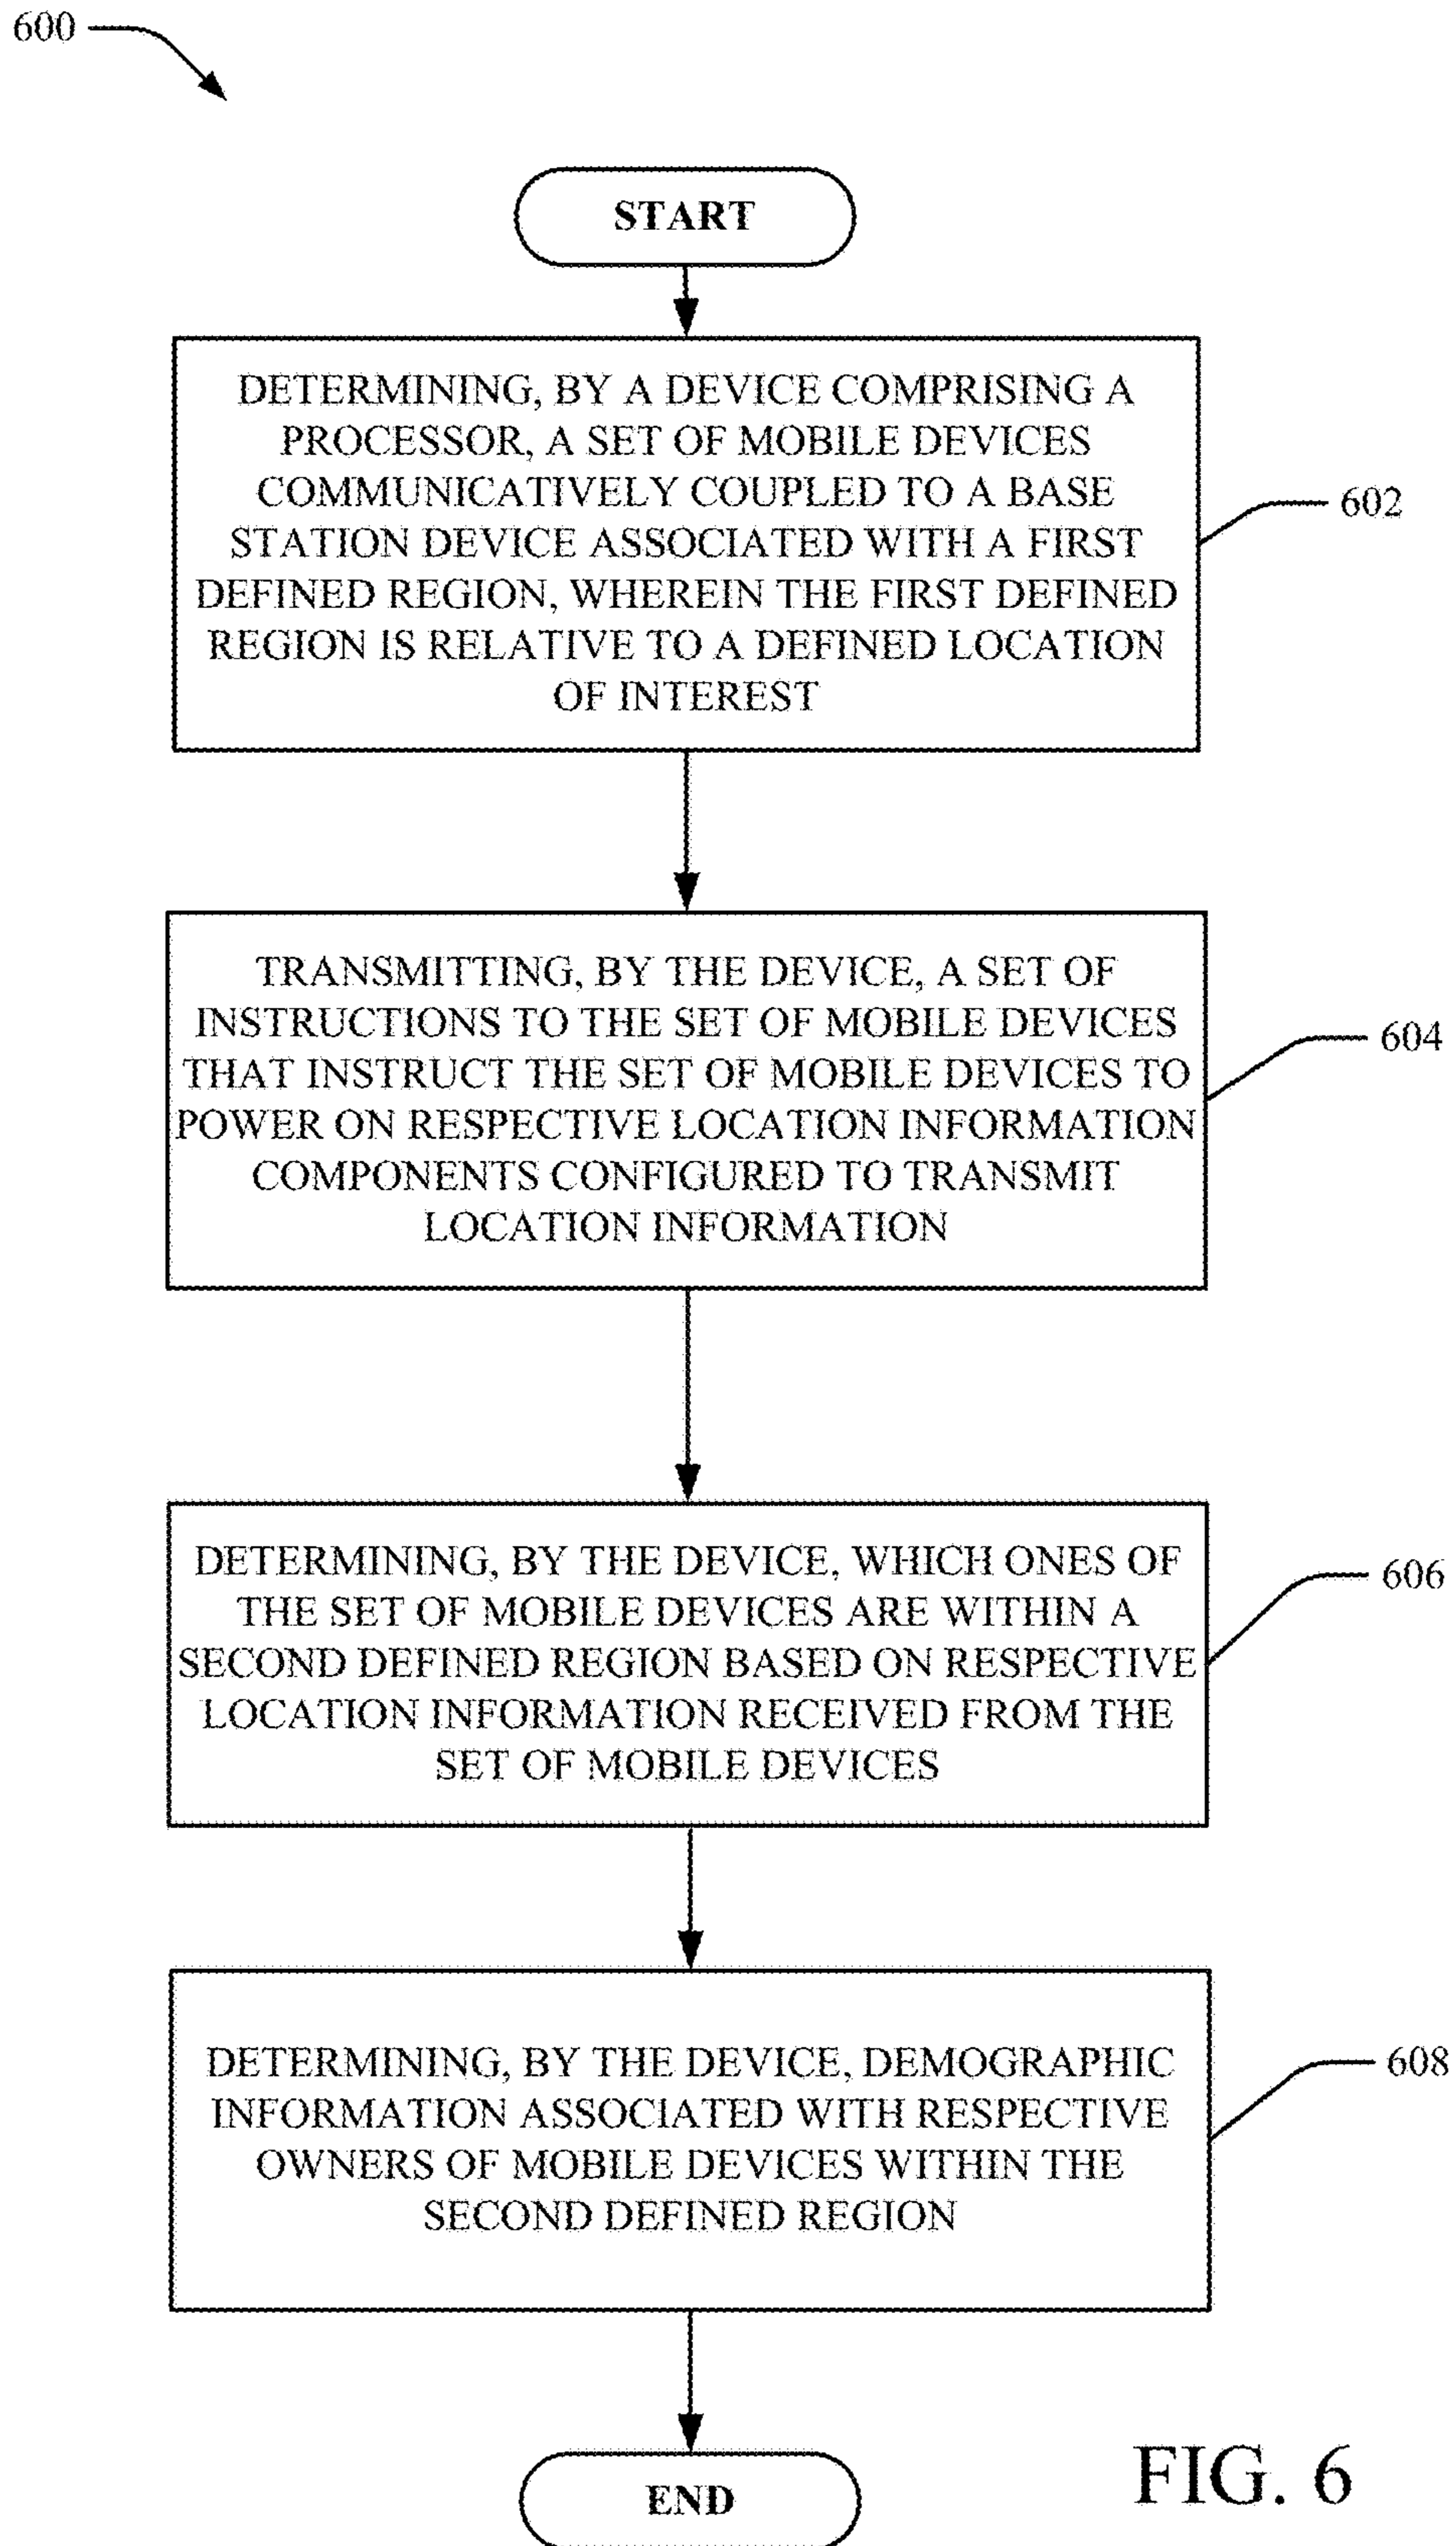 600
START
DETERMINING, BY A DEVICE COMPRISING A
PROCESSOR, A SET OF MOBILE DEVICES
COMMUNICATIVELY COUPLED TO A BASE
STATION DEVICE ASSOCIATED WITH A FIRST
DEFINED REGION, WHEREIN THE FIRST DEFINED
REGION IS RELATIVE TO A DEFINED LOCATION
OF INTEREST
602
TRANSMITTING, BY THE DEVICE, A SET OF
INSTRUCTIONS TO THE SET OF MOBILE DEVICES
THAT INSTRUCT THE SET OF MOBILE DEVICES TO
POWER ON RESPECTIVE LOCATION INFORMATION
COMPONENTS CONFIGURED TO TRANSMIT
LOCATION INFORMATION
604
DETERMINING, BY THE DEVICE, WHICH ONES OF
THE SET OF MOBILE DEVICES ARE WITHIN A
SECOND DEFINED REGION BASED ON RESPECTIVE
LOCATION INFORMATION RECEIVED FROM THE
SET OF MOBILE DEVICES
606
DETERMINING, BY THE DEVICE, DEMOGRAPHIC
INFORMATION ASSOCIATED WITH RESPECTIVE
OWNERS OF MOBILE DEVICES WITHIN THE
SECOND DEFINED REGION
608
END
FIG. 6